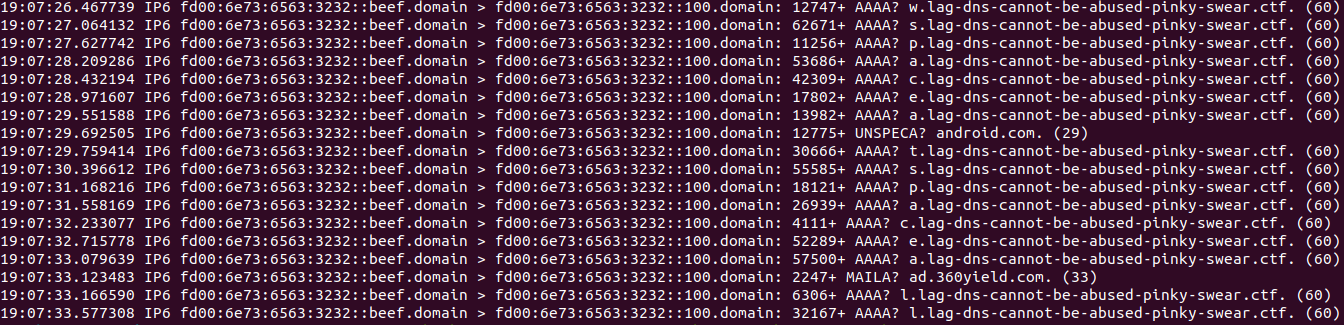 19:07:26.467739 IP6 fd00:6e73:6563:3232::beef.domain > fd00:6e73:6563:3232::100.domain: 12747+ AAAA? w.lag-dns-cannot-be-abused-pinky-swear.ctf. (60)
19:07:27.064132 IP6 fd00:6e73:6563:3232::beef.domain > fd00:6e73:6563:3232::100.domain: 62671+ AAAA? s.lag-dns-cannot-be-abused-pinky-swear.ctf. (60)
19:07:27.627742 IP6 fd00:6e73:6563:3232::beef.domain > fd00:6e73:6563:3232::100.domain: 11256+ AAAA? p.lag-dns-cannot-be-abused-pinky-swear.ctf. (60)
19:07:28.209286 IP6 fd00:6e73:6563:3232::beef.domain > fd00:6e73:6563:3232::100.domain: 53686+ AAAA? a.lag-dns-cannot-be-abused-pinky-swear.ctf. (60)
19:07:28.432194 IP6 fd00:6e73:6563:3232::beef.domain > fd00:6e73:6563:3232::100.domain: 42309+ AAAA? c.lag-dns-cannot-be-abused-pinky-swear.ctf. (60)
19:07:28.971607 IP6 fd00:6e73:6563:3232::beef.domain > fd00:6e73:6563:3232::100.domain: 17802+ AAAA? e.lag-dns-cannot-be-abused-pinky-swear.ctf. (60)
19:07:29.551588 IP6 fd00:6e73:6563:3232::beef.domain > fd00:6e73:6563:3232::100.domain: 13982+ AAAA? a.lag-dns-cannot-be-abused-pinky-swear.ctf. (60)
19:07:29.692505 IP6 fd00:6e73:6563:3232::beef.domain > fd00:6e73:6563:3232::100.domain: 12775+ UNSPECA? android.com. (29)
19:07:29.759414 IP6 fd00:6e73:6563:3232::beef.domain > fd00:6e73:6563:3232::100.domain: 30666+ AAAA? t.lag-dns-cannot-be-abused-pinky-swear.ctf. (60)
19:07:30.396612 IP6 fd00:6e73:6563:3232::beef.domain > fd00:6e73:6563:3232::100.domain: 55585+ AAAA? s.lag-dns-cannot-be-abused-pinky-swear.ctf. (60)
19:07:31.168216 IP6 fd00:6e73:6563:3232::beef.domain > fd00:6e73:6563:3232::100.domain: 18121+ AAAA? p.lag-dns-cannot-be-abused-pinky-swear.ctf. (60)
19:07:31.558169 IP6 fd00:6e73:6563:3232::beef.domain > fd00:6e73:6563:3232::100.domain: 26939+ AAAA? a.lag-dns-cannot-be-abused-pinky-swear.ctf. (60)
19:07:32.233077 IP6 fd00:6e73:6563:3232::beef.domain > fd00:6e73:6563:3232::100.domain: 4111+ AAAA? c.lag-dns-cannot-be-abused-pinky-swear.ctf. (60)
19:07:32.715778 IP6 fd00:6e73:6563:3232::beef.domain > fd00:6e73:6563:3232::100.domain: 52289+ AAAA? e.lag-dns-cannot-be-abused-pinky-swear.ctf. (60)
19:07:33.079639 IP6 fd00:6e73:6563:3232::beef.domain > fd00:6e73:6563:3232::100.domain: 57500+ AAAA? a.lag-dns-cannot-be-abused-pinky-swear.ctf. (60)
19:07:33.123483 IP6 fd00:6e73:6563:3232::beef.domain > fd00:6e73:6563:3232::100.domain: 2247+ MAILA? ad.360yield.com. (33)
19:07:33.166590 IP6 fd00:6e73:6563:3232::beef.domain > fd00:6e73:6563:3232::100.domain: 6306+ AAAA? l.lag-dns-cannot-be-abused-pinky-swear.ctf. (60)
19:07:33.577308 IP6 fd00:6e73:6563:3232::beef.domain > fd00:6e73:6563:3232::100.domain: 32167+ AAAA? l.lag-dns-cannot-be-abused-pinky-swear.ctf. (60)